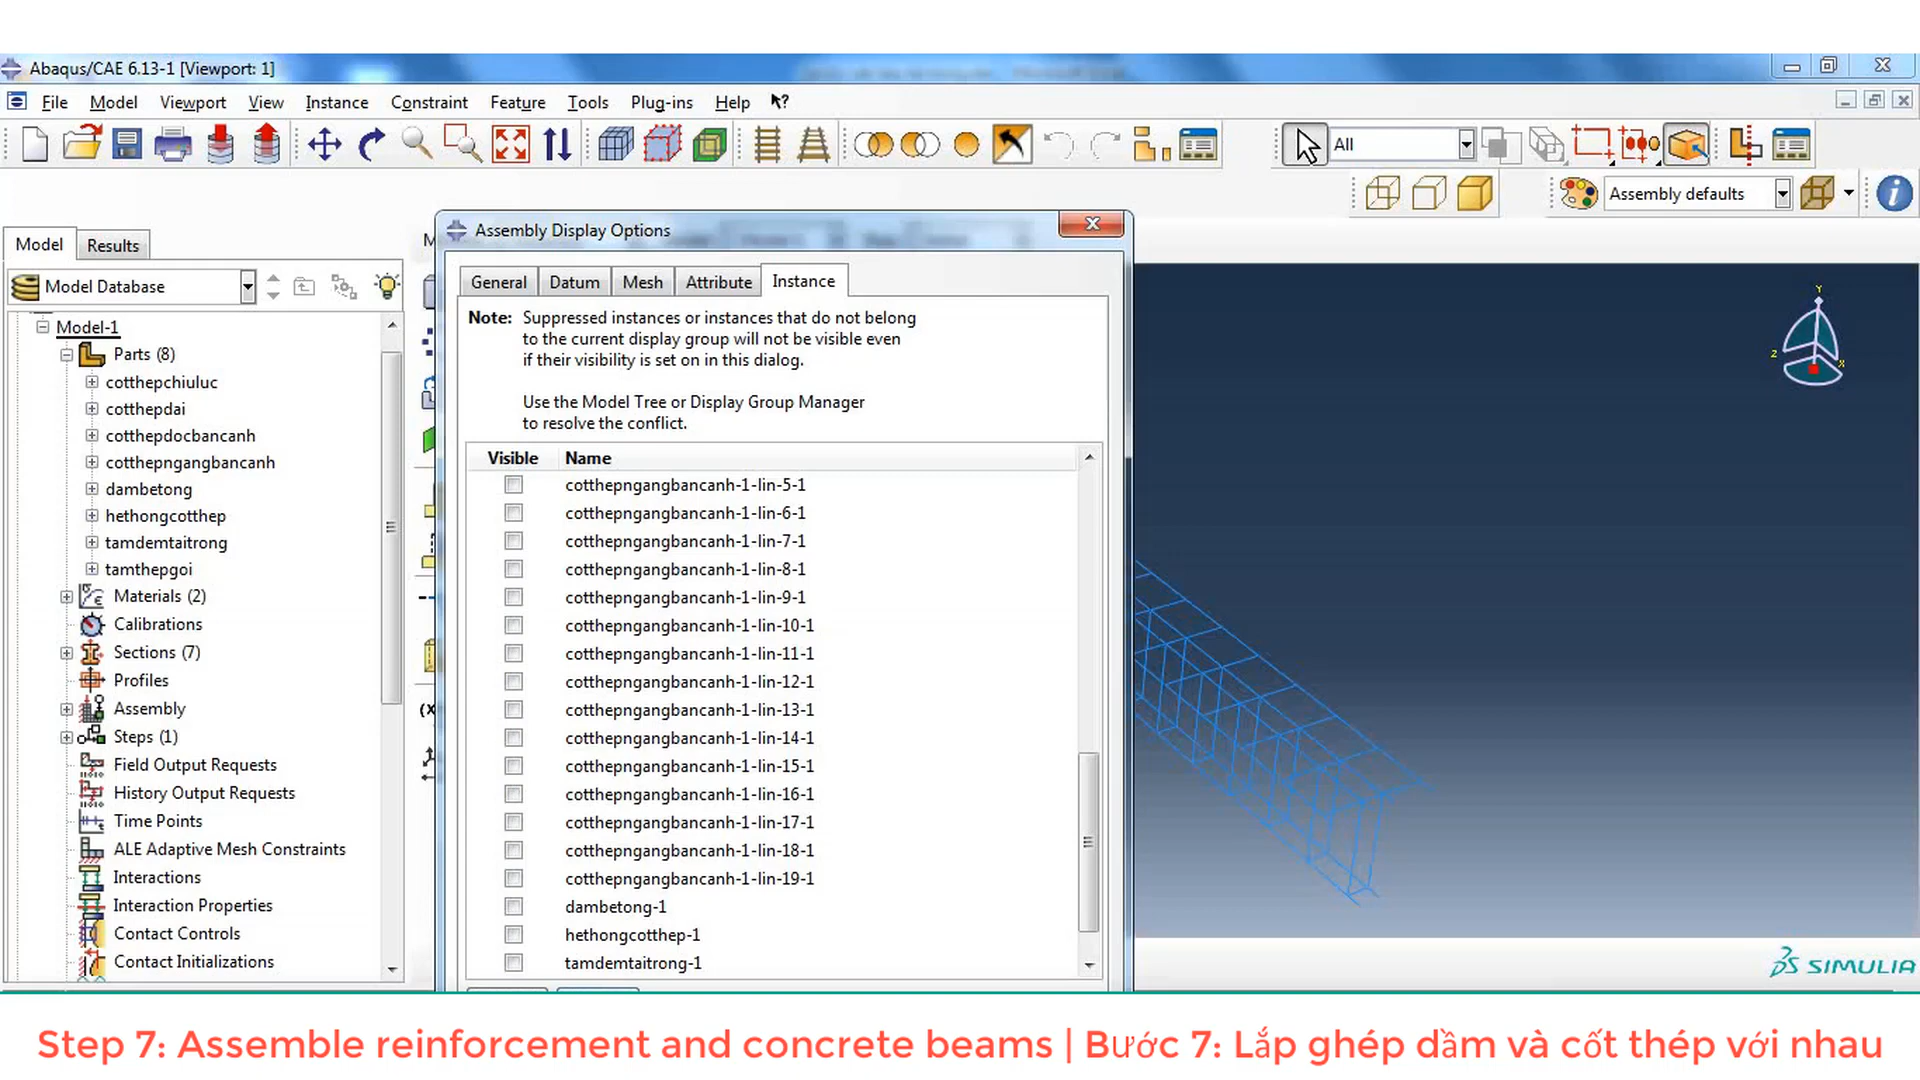 Abaqus/CAE 6.13-1 [Viewport: 1]
File Model Viewport View Instance Constraint Feature Tools Plug-ins Help
All
Assembly defaults
Model Results
Model Database
Model-1
Parts (8)
cotthepchiuluc
cotthepdai
cotthepdocbancanh
cotthepngangbancanh
dambetong
hethongcotthep
tamdemtaitrong
tamthepgoi
Materials (2)
Calibrations
Sections (7)
Profiles
Assembly
Steps (1)
Field Output Requests
History Output Requests
Time Points
ALE Adaptive Mesh Constraints
Interactions
Interaction Properties
Contact Controls
Contact Initializations
Assembly Display Options
General Datum Mesh Attribute Instance
Note: Suppressed instances or instances that do not belong
to the current display group will not be visible even
if their visibility is set on in this dialog.
Use the Model Tree or Display Group Manager
to resolve the conflict.
Visible Name
cotthepngangbancanh-1-lin-5-1
cotthepngangbancanh-1-lin-6-1
cotthepngangbancanh-1-lin-7-1
cotthepngangbancanh-1-lin-8-1
cotthepngangbancanh-1-lin-9-1
cotthepngangbancanh-1-lin-10-1
cotthepngangbancanh-1-lin-11-1
cotthepngangbancanh-1-lin-12-1
cotthepngangbancanh-1-lin-13-1
cotthepngangbancanh-1-lin-14-1
cotthepngangbancanh-1-lin-15-1
cotthepngangbancanh-1-lin-16-1
cotthepngangbancanh-1-lin-17-1
cotthepngangbancanh-1-lin-18-1
cotthepngangbancanh-1-lin-19-1
dambetong-1
hethongcotthep-1
tamdemtaitrong-1
Y
Z
X
SIMULIA
Step 7: Assemble reinforcement and concrete beams | Bước 7: Lắp ghép dầm và cốt thép với nhau